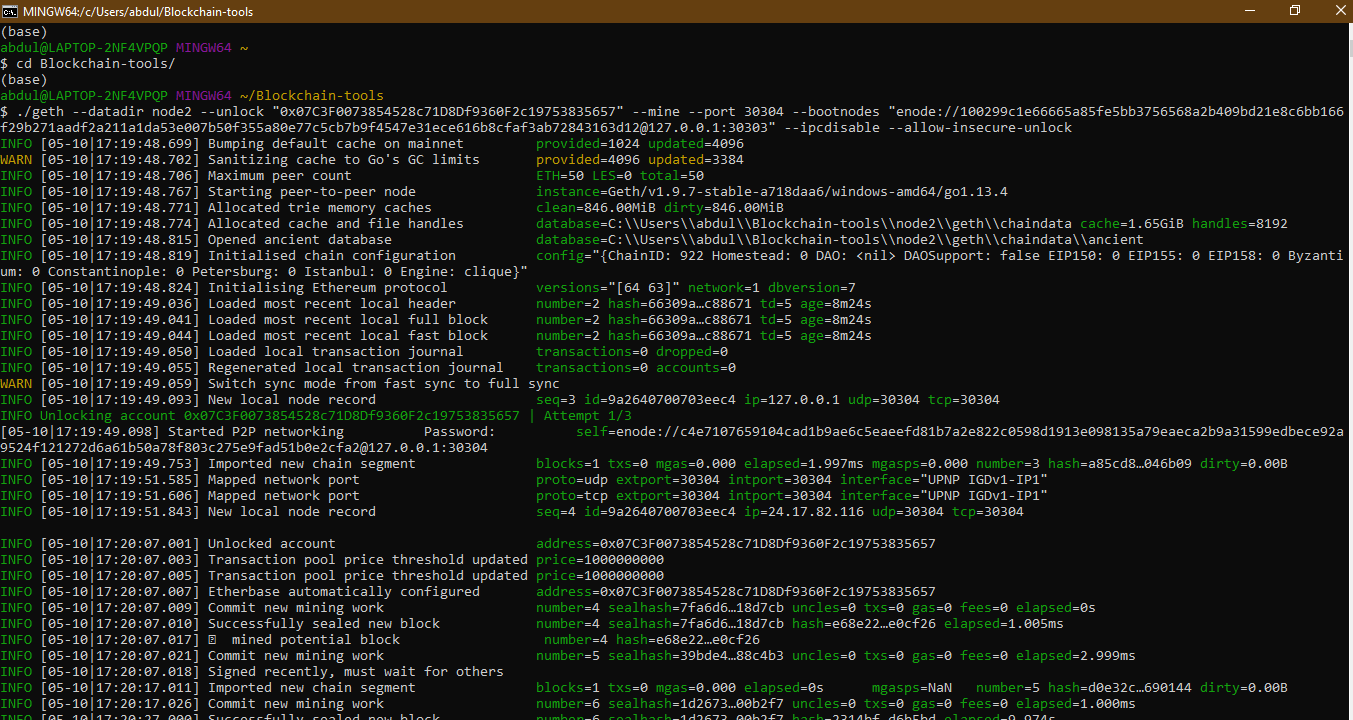 MINGW64:/c/Users/abdul/Blockchain-tools
(base)
abdul@LAPTOP-2NF4VPQP MINGW64 ~
$ cd Blockchain-tools/
(base)
abdul@LAPTOP-2NF4VPQP MINGW64 ~/Blockchain-tools
$ ./geth --datadir node2 --unlock "0x07C3F0073854528c71D8Df9360F2c19753835657" --mine --port 30304 --bootnodes "enode://100299c1e66665a85fe5bb3756568a2b409bd21e8c6bb166
f29b271aadf2a211a1da53e007b50f355a80e77c5cb7b9f4547e31ece616b8cfaf3ab72843163d12@127.0.0.1:30303" --ipcdisable --allow-insecure-unlock
INFO [05-10|17:19:48.699] Bumping default cache on mainnet provided=1024 updated=4096
WARN [05-10|17:19:48.702] Sanitizing cache to Go's GC limits provided=4096 updated=3384
INFO [05-10|17:19:48.706] Maximum peer count ETH=50 LES=0 total=50
INFO [05-10|17:19:48.767] Starting peer-to-peer node instance=Geth/v1.9.7-stable-a718daa6/windows-amd64/go1.13.4
INFO [05-10|17:19:48.771] Allocated trie memory caches clean=846.00MiB dirty=846.00MiB
INFO [05-10|17:19:48.774] Allocated cache and file handles database=C:\\Users\\abdul\\Blockchain-tools\\node2\\geth\\chaindata cache=1.65GiB handles=8192
INFO [05-10|17:19:48.815] Opened ancient database database=C:\\Users\\abdul\\Blockchain-tools\\node2\\geth\\chaindata\\ancient
INFO [05-10|17:19:48.819] Initialised chain configuration config="{ChainID: 922 Homestead: 0 DAO: <nil> DAOSupport: false EIP150: 0 EIP155: 0 EIP158: 0 Byzanti
um: 0 Constantinople: 0 Petersburg: 0 Istanbul: 0 Engine: clique}"
INFO [05-10|17:19:48.824] Initialising Ethereum protocol versions="[64 63]" network=1 dbversion=7
INFO [05-10|17:19:49.036] Loaded most recent local header number=2 hash=66309a…c88671 td=5 age=8m24s
INFO [05-10|17:19:49.041] Loaded most recent local full block number=2 hash=66309a…c88671 td=5 age=8m24s
INFO [05-10|17:19:49.044] Loaded most recent local fast block number=2 hash=66309a…c88671 td=5 age=8m24s
INFO [05-10|17:19:49.050] Loaded local transaction journal transactions=0 dropped=0
INFO [05-10|17:19:49.055] Regenerated local transaction journal transactions=0 accounts=0
WARN [05-10|17:19:49.059] Switch sync mode from fast sync to full sync
INFO [05-10|17:19:49.093] New local node record seq=3 id=9a2640700703eec4 ip=127.0.0.1 udp=30304 tcp=30304
INFO Unlocking account 0x07C3F0073854528c71D8Df9360F2c19753835657 | Attempt 1/3
[05-10|17:19:49.098] Started P2P networking Password: self=enode://c4e7107659104cad1b9ae6c5eaeefd81b7a2e822c0598d1913e098135a79eaeca2b9a31599edbece92a
9524f121272d6a61b50a78f803c275e9fad51b0e2cfa2@127.0.0.1:30304
INFO [05-10|17:19:49.753] Imported new chain segment blocks=1 txs=0 mgas=0.000 elapsed=1.997ms mgasps=0.000 number=3 hash=a85cd8…046b09 dirty=0.00B
INFO [05-10|17:19:51.585] Mapped network port proto=udp extport=30304 intport=30304 interface="UPNP IGDv1-IP1"
INFO [05-10|17:19:51.606] Mapped network port proto=tcp extport=30304 intport=30304 interface="UPNP IGDv1-IP1"
INFO [05-10|17:19:51.843] New local node record seq=4 id=9a2640700703eec4 ip=24.17.82.116 udp=30304 tcp=30304
INFO [05-10|17:20:07.001] Unlocked account address=0x07C3F0073854528c71D8Df9360F2c19753835657
INFO [05-10|17:20:07.003] Transaction pool price threshold updated price=1000000000
INFO [05-10|17:20:07.005] Transaction pool price threshold updated price=1000000000
INFO [05-10|17:20:07.007] Etherbase automatically configured address=0x07C3F0073854528c71D8Df9360F2c19753835657
INFO [05-10|17:20:07.009] Commit new mining work number=4 sealhash=7fa6d6…18d7cb uncles=0 txs=0 gas=0 fees=0 elapsed=0s
INFO [05-10|17:20:07.010] Successfully sealed new block number=4 sealhash=7fa6d6…18d7cb hash=e68e22…e0cf26 elapsed=1.005ms
INFO [05-10|17:20:07.017] mined potential block number=4 hash=e68e22…e0cf26
INFO [05-10|17:20:07.021] Commit new mining work number=5 sealhash=39bde4…88c4b3 uncles=0 txs=0 gas=0 fees=0 elapsed=2.999ms
INFO [05-10|17:20:07.018] Signed recently, must wait for others
INFO [05-10|17:20:17.011] Imported new chain segment blocks=1 txs=0 mgas=0.000 elapsed=0s mgasps=NaN number=5 hash=d0e32c…690144 dirty=0.00B
INFO [05-10|17:20:17.026] Commit new mining work number=6 sealhash=1d2673…00b2f7 uncles=0 txs=0 gas=0 fees=0 elapsed=1.000ms
INFO [05-10|17:20:27.000] Successfully sealed new block number=6 sealhash=1d2673…00b2f7 elapsed=9.974s